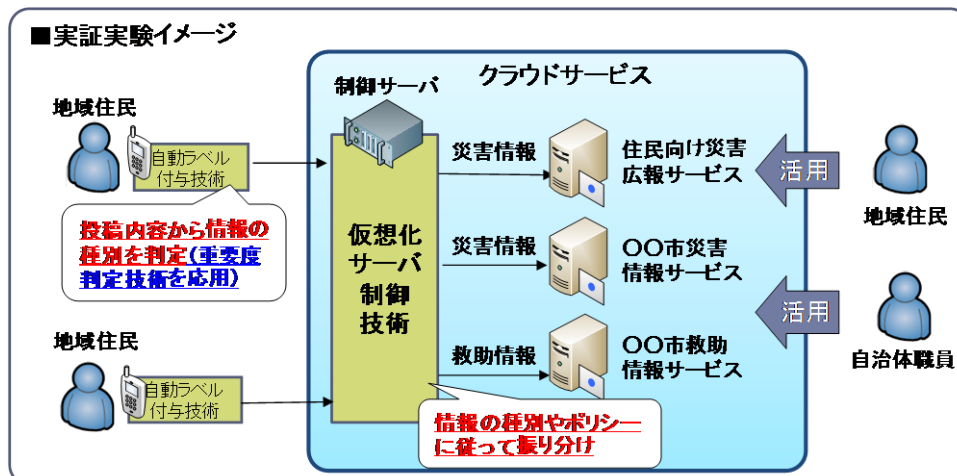 ■実証実験イメージ
クラウドサービス
制御サーバ
地域住民
自動ラベル
付与技術
投稿内容から情報の
種別を判定(重要度
判定技術を応用)
地域住民
自動ラベル
付与技術
仮想化
サーバ
制御
技術
災害情報
住民向け災害
広報サービス
災害情報
〇〇市災害
情報サービス
救助情報
〇〇市救助
情報サービス
情報の種別やポリシー
に従って振り分け
活用
地域住民
活用
自治体職員